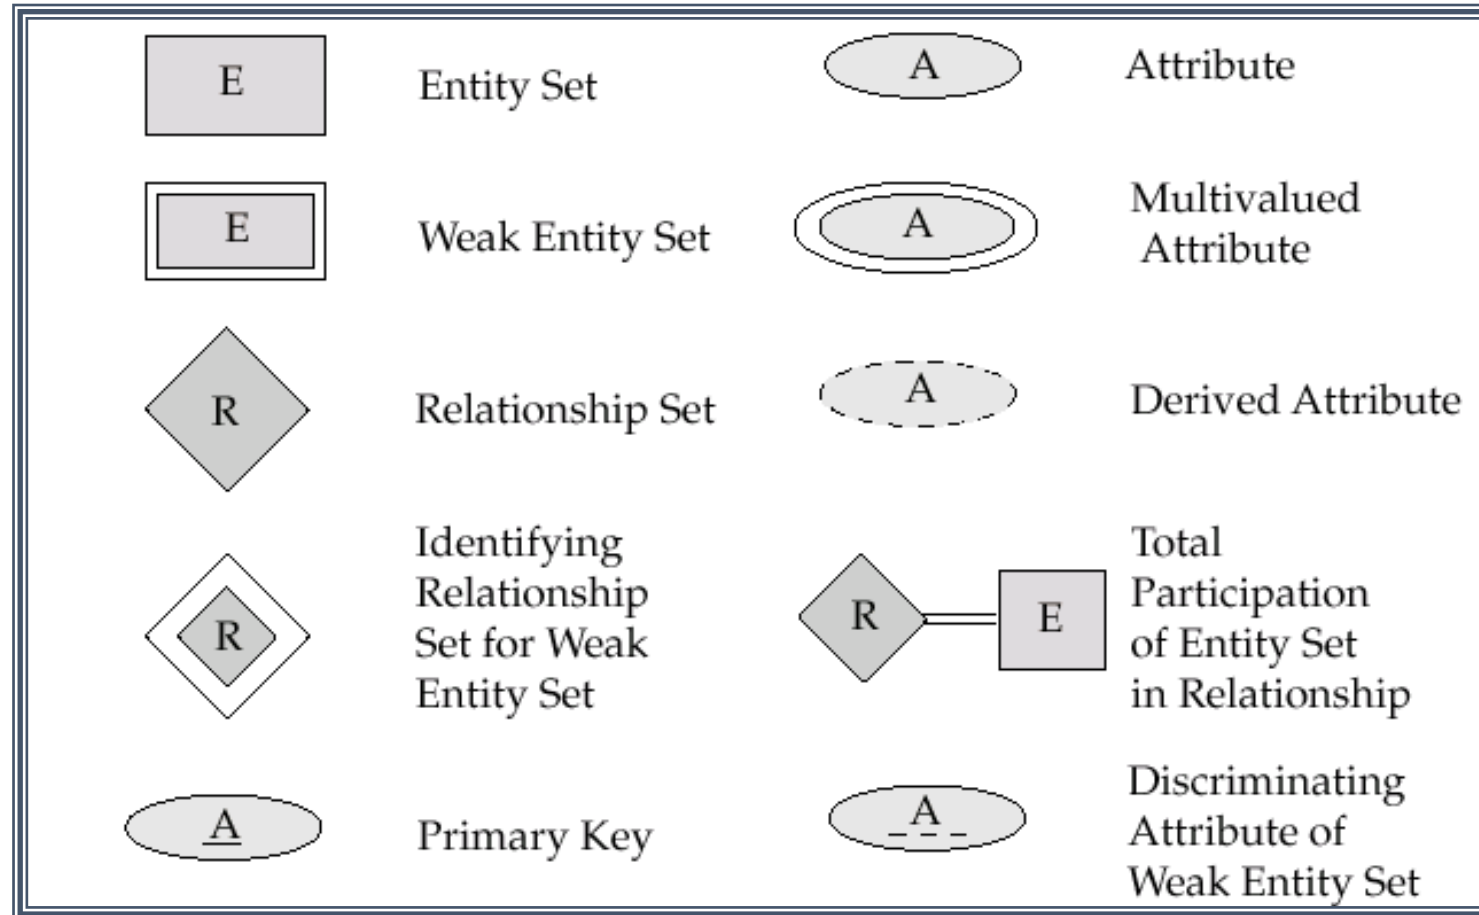 E
Entity Set
A
Attribute
E
Weak Entity Set
A
Multivalued
Attribute
R
Relationship Set
A
Derived Attribute
R
Identifying
Relationship
Set for Weak
Entity Set
R
E
Total
Participation
of Entity Set
in Relationship
A
Primary Key
A
Discriminating
Attribute of
Weak Entity Set